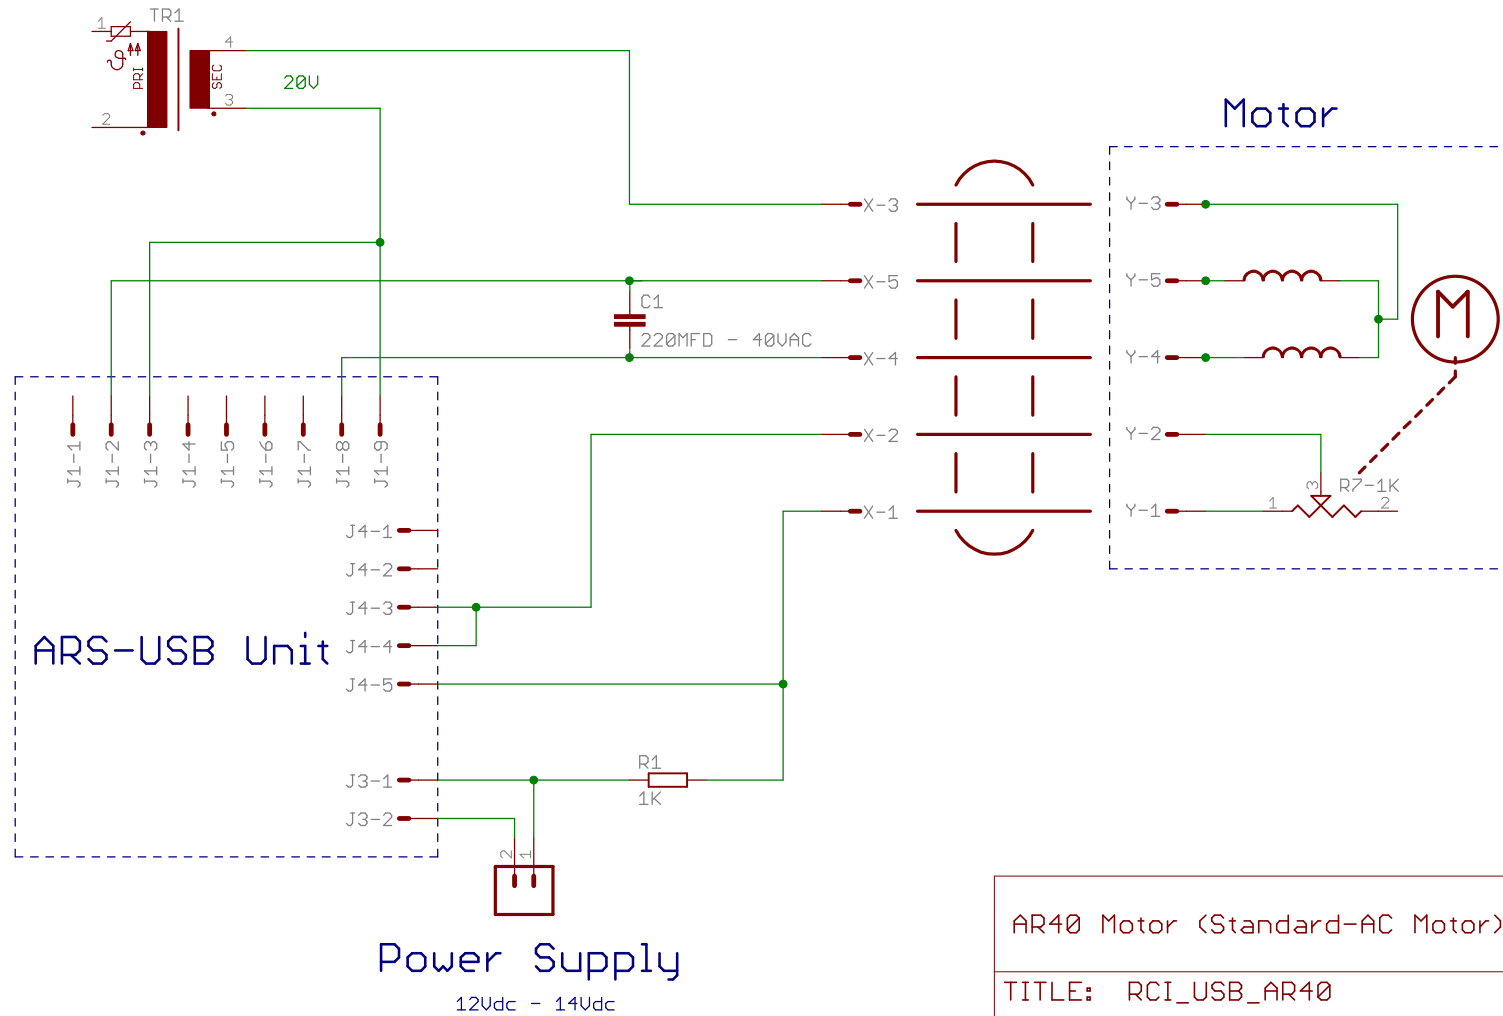 TR1
1
PRI
2
SEC
4
3
20V
Motor
X-3
X-5
X-4
X-2
X-1
Y-3
Y-5
Y-4
Y-2
Y-1
M
C1
220MFD - 40VAC
R7-1K
3
1
2
J1-1
J1-2
J1-3
J1-4
J1-5
J1-6
J1-7
J1-8
J1-9
J4-1
J4-2
J4-3
ARS-USB Unit
J4-4
J4-5
R1
1K
J3-1
J3-2
2
1
Power Supply
12Vdc - 14Vdc
AR40 Motor (Standard-AC Motor)
TITLE: RCI_USB_AR40